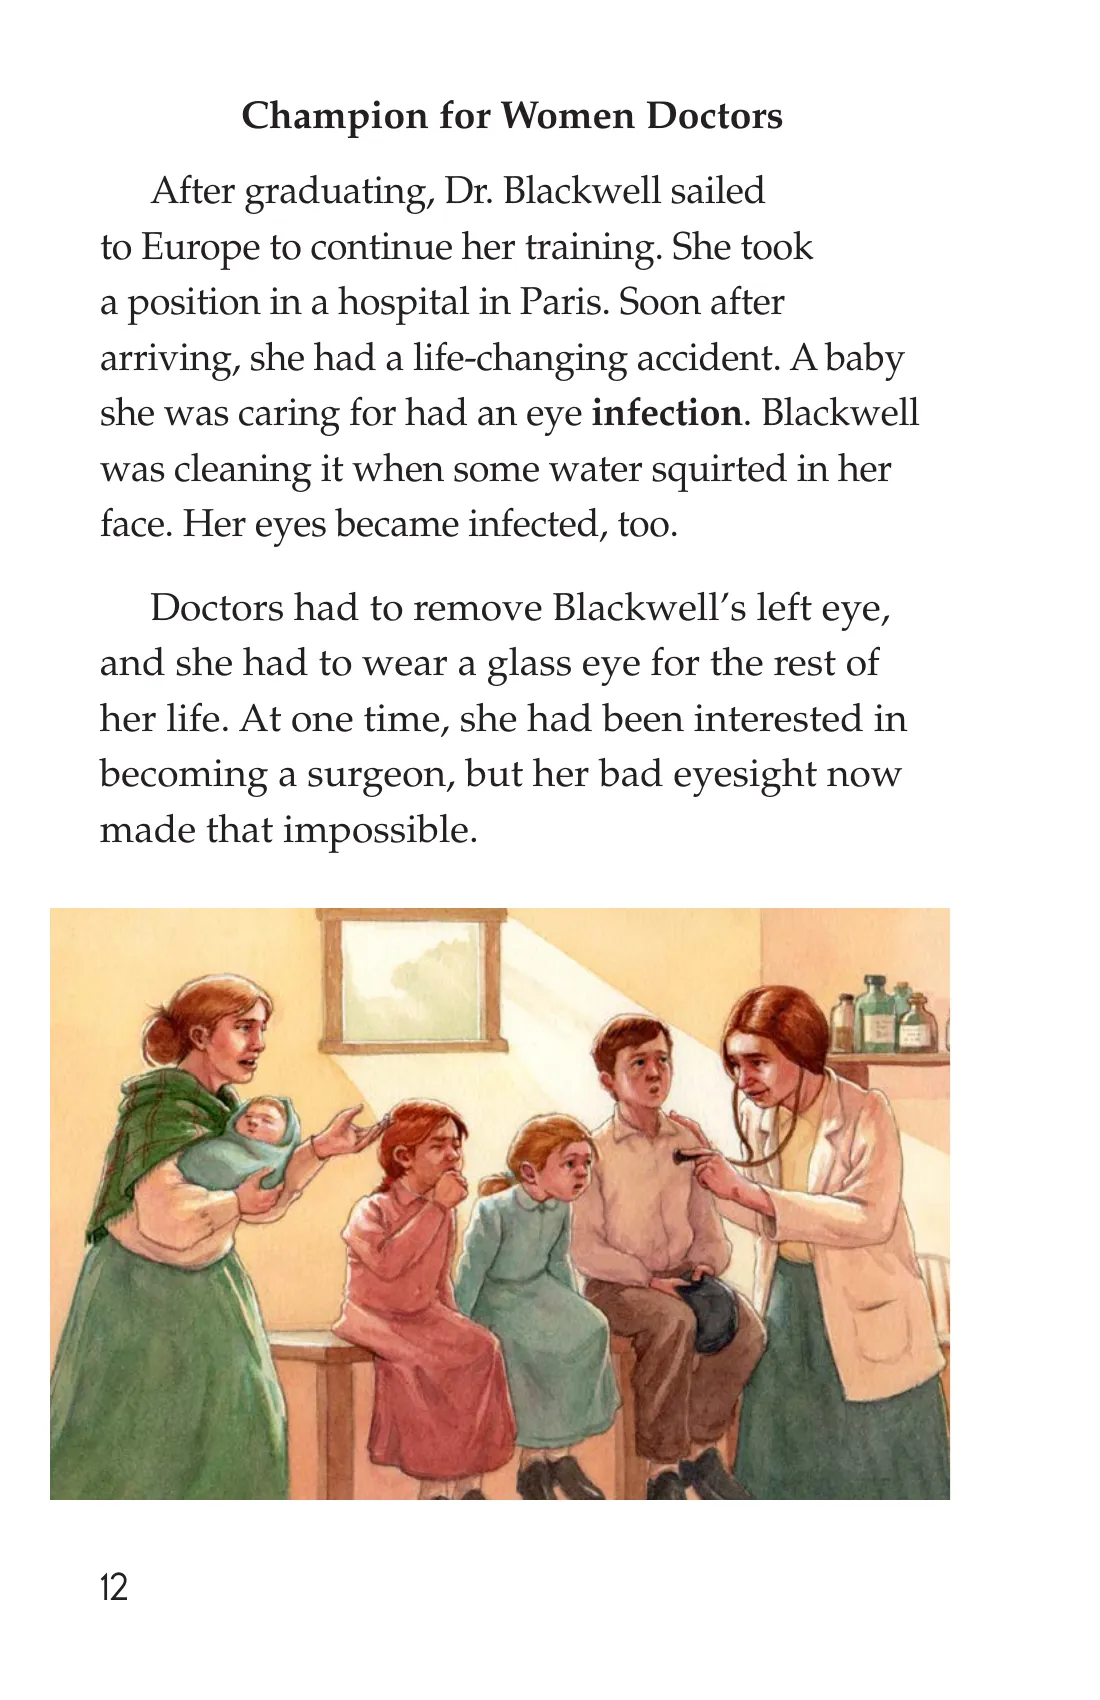 Champion for Women Doctors
After graduating, Dr. Blackwell sailed
to Europe to continue her training. She took
a position in a hospital in Paris. Soon after
arriving, she had a life-changing accident. A baby
she was caring for had an eye infection. Blackwell
was cleaning it when some water squirted in her
face. Her eyes became infected, too.
Doctors had to remove Blackwell’s left eye,
and she had to wear a glass eye for the rest of
her life. At one time, she had been interested in
becoming a surgeon, but her bad eyesight now
made that impossible.
12